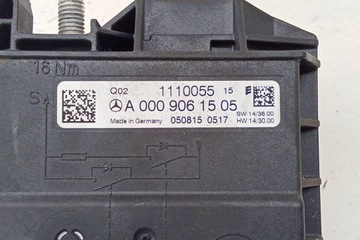 16 Nm
Q02 1110055 15 E
A 000 906 15 05
Made in Germany 050815 0517
SW 14/36.00
HW 14/30.00